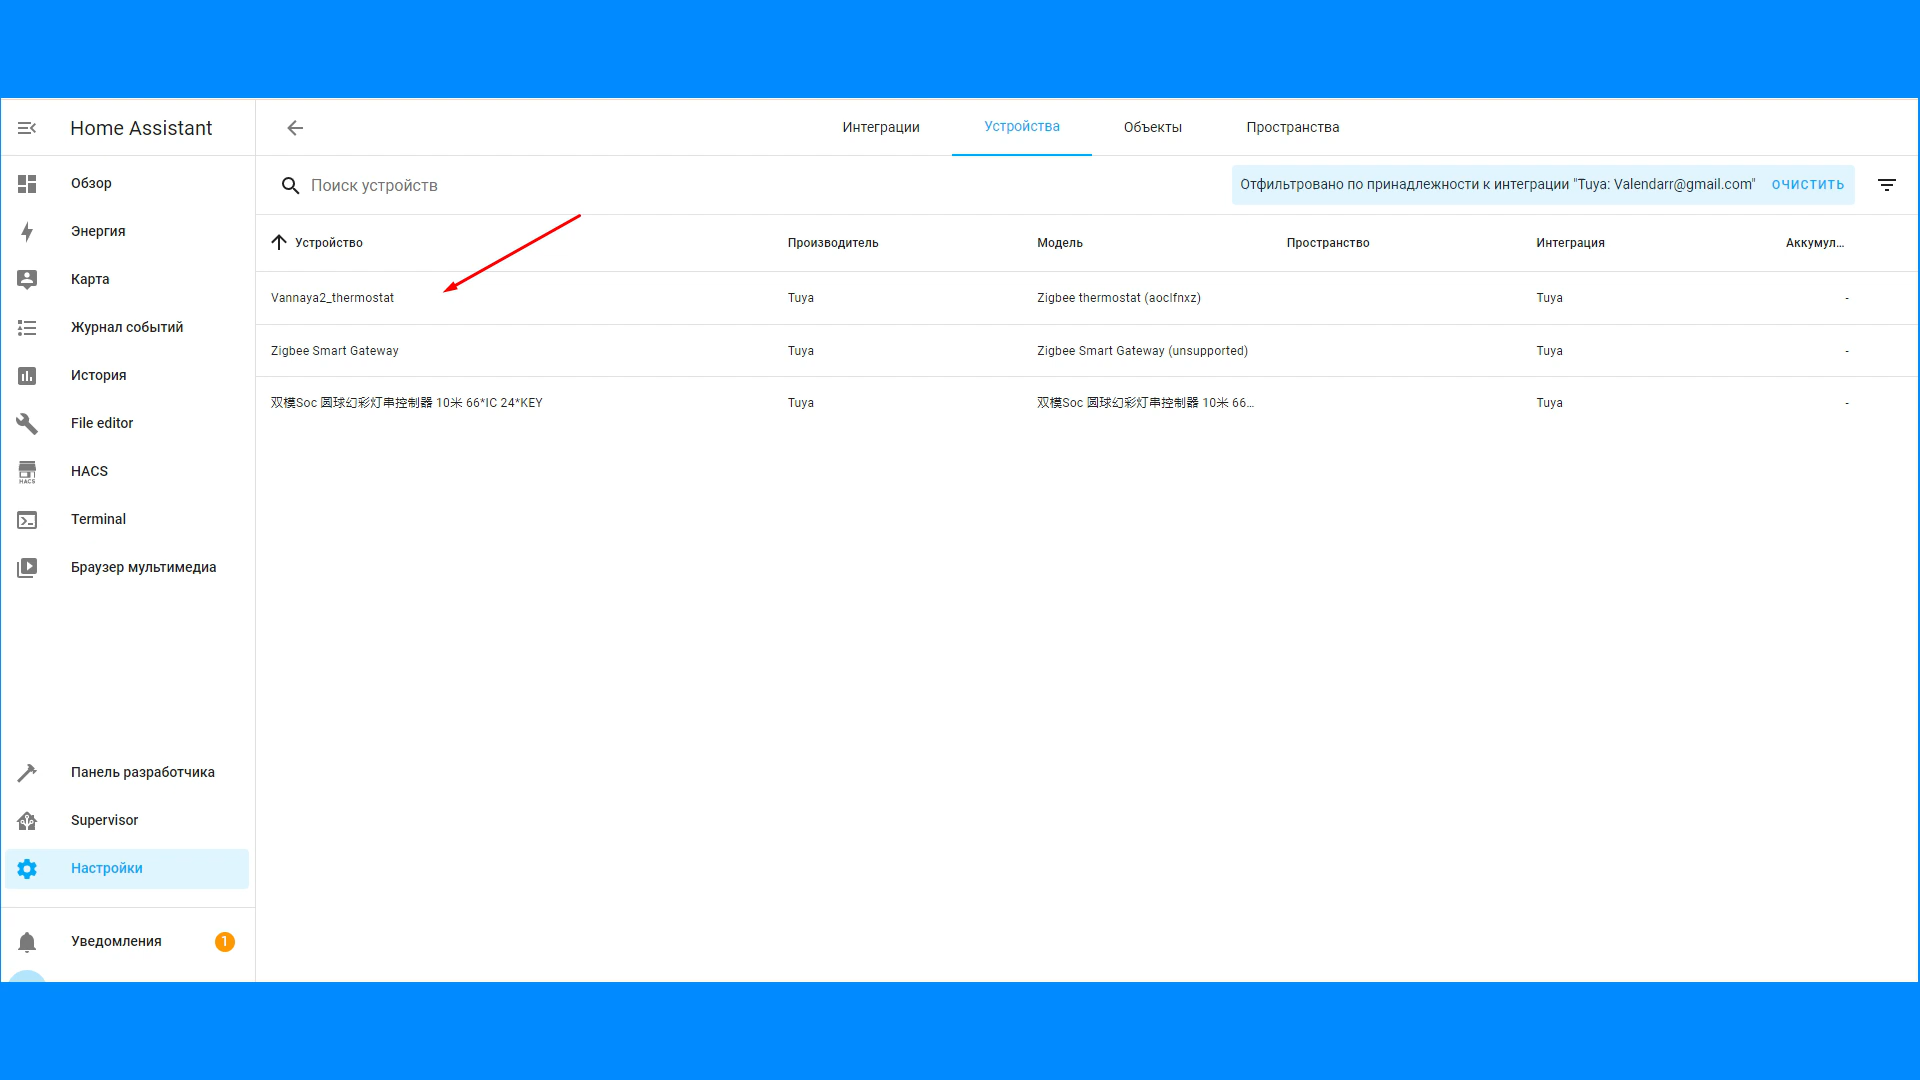 Home Assistant
Интеграции
Устройства
Объекты
Пространства
Обзор
Энергия
Карта
Журнал событий
История
File editor
HACS
HACS
Terminal
Браузер мультимедиа
Панель разработчика
Supervisor
Настройки
Уведомления 1
Поиск устройств
Отфильтровано по принадлежности к интеграции "Tuya: Valendarr@gmail.com" ОЧИСТИТЬ
Устройство Производитель Модель Пространство Интеграция Аккумул...
Vannaya2_thermostat Tuya Zigbee thermostat (aoclfnxz) Tuya -
Zigbee Smart Gateway Tuya Zigbee Smart Gateway (unsupported) Tuya -
双模Soc 圆球幻彩灯串控制器 10米 66*IC 24*KEY Tuya 双模Soc 圆球幻彩灯串控制器 10米 66... Tuya -